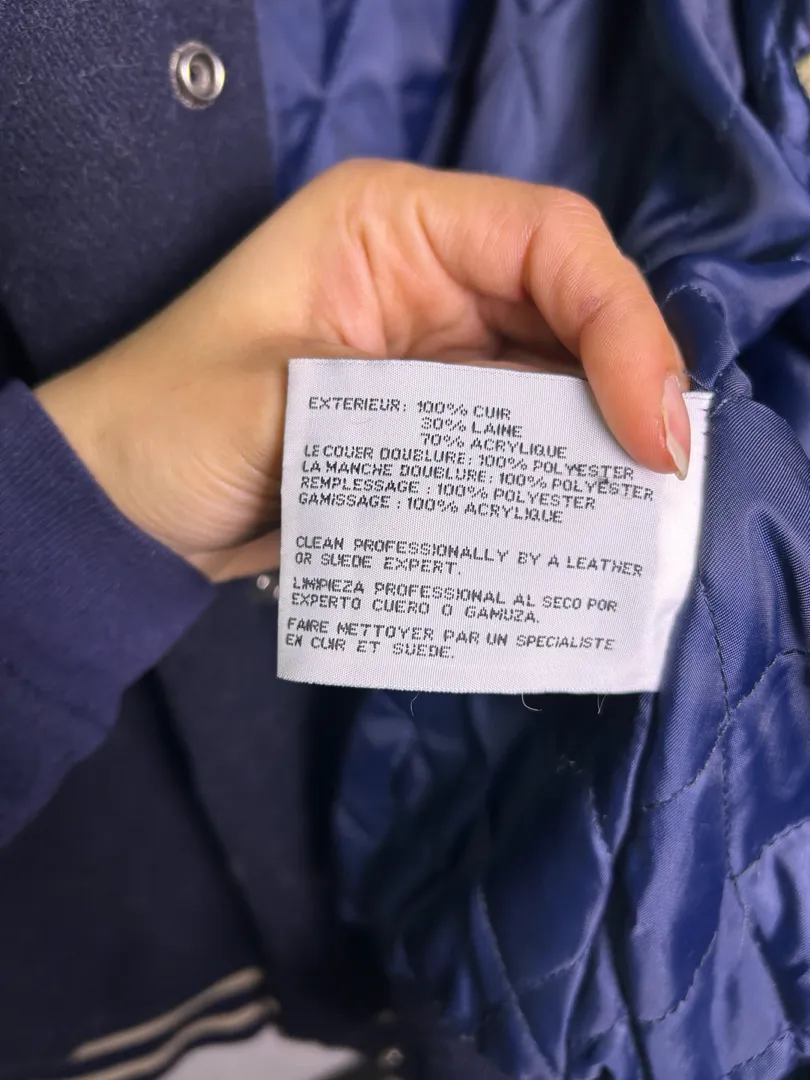 EXTERIEUR: 100% CUIR
30% LAINE
70% ACRYLIQUE
LE COUER DOUBLURE: 100% POLYESTER
LA MANCHE DOUBLURE: 100% POLYESTER
REMPLESSAGE : 100% POLYESTER
GAMISSAGE : 100% ACRYLIQUE
CLEAN PROFESSIONALLY BY A LEATHER
OR SUEDE EXPERT.
LIMPIEZA PROFESSIONAL AL SECO POR
EXPERTO CUERO O GAMUZA.
FAIRE NETTOYER PAR UN SPECIALISTE
EN CUIR ET SUEDE.